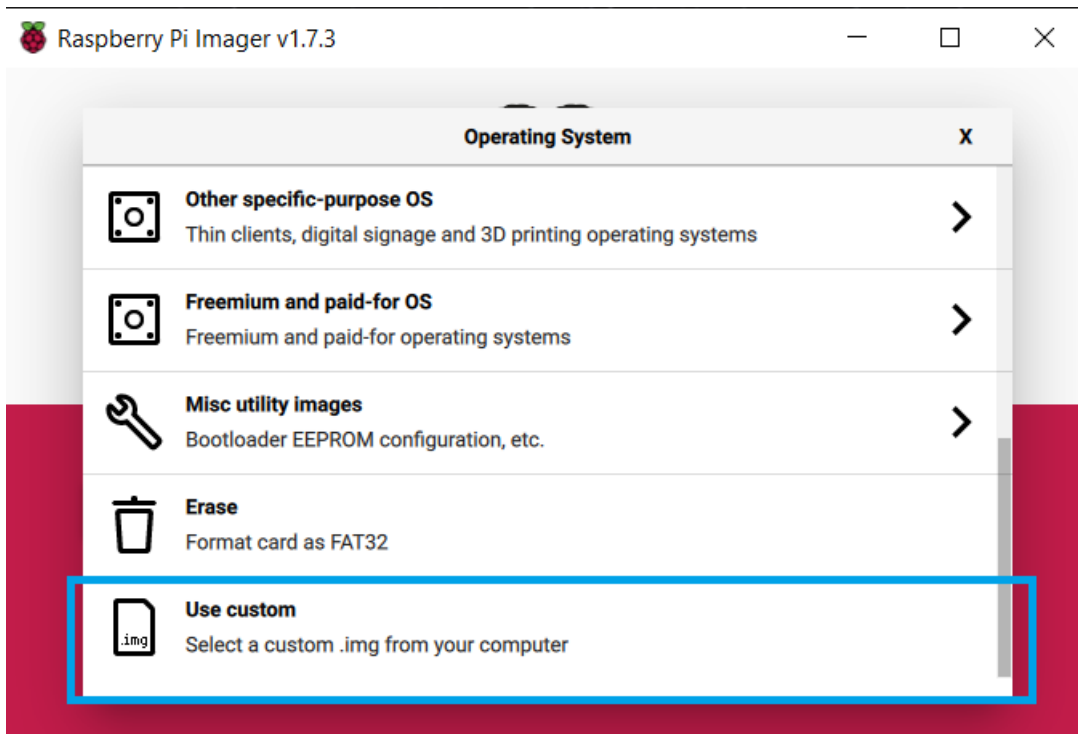 Raspberry Pi Imager v1.7.3
Operating System
X
Other specific-purpose OS
Thin clients, digital signage and 3D printing operating systems
Freemium and paid-for OS
Freemium and paid-for operating systems
Misc utility images
Bootloader EEPROM configuration, etc.
Erase
Format card as FAT32
.img
Use custom
Select a custom .img from your computer